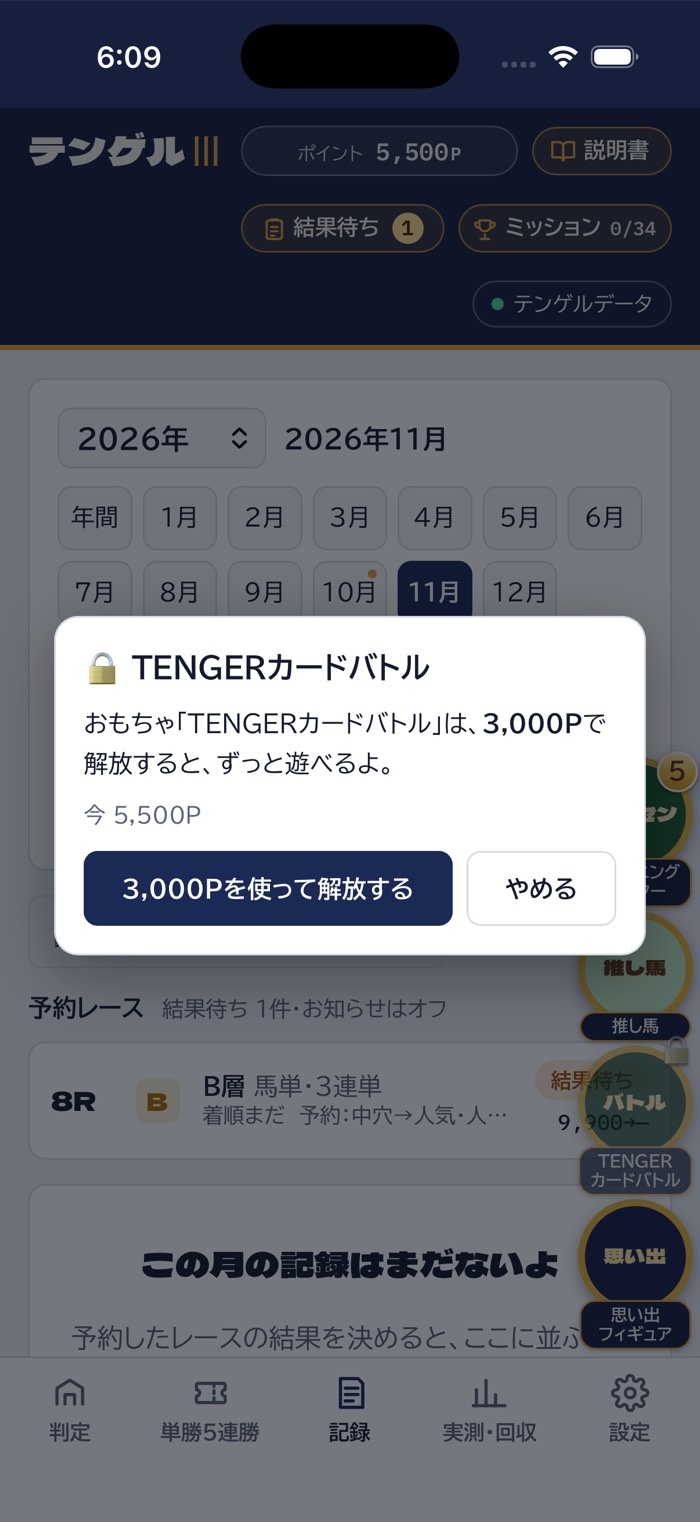 6:09
テンゲル
ポイント 5,500P
説明書
結果待ち 1
ミッション 0/34
テンゲルデータ
2026年
2026年11月
年間 1月 2月 3月 4月 5月 6月
7月 8月 9月 10月 11月 12月
🔒 TENGERカードバトル
おもちゃ「TENGERカードバトル」は、3,000Pで
解放すると、ずっと遊べるよ。
今 5,500P
3,000Pを使って解放する
やめる
5
推し馬
推し馬
予約レース 結果待ち 1件・お知らせはオフ
8R
B
B層 馬単・3連単
着順まだ 予約:中穴→人気・人…
結果待ち
9,900→—
バトル
TENGER
カードバトル
思い出
思い出
フィギュア
この月の記録はまだないよ
予約したレースの結果を決めると、ここに並ぶ
判定
単勝5連勝
記録
実測・回収
設定